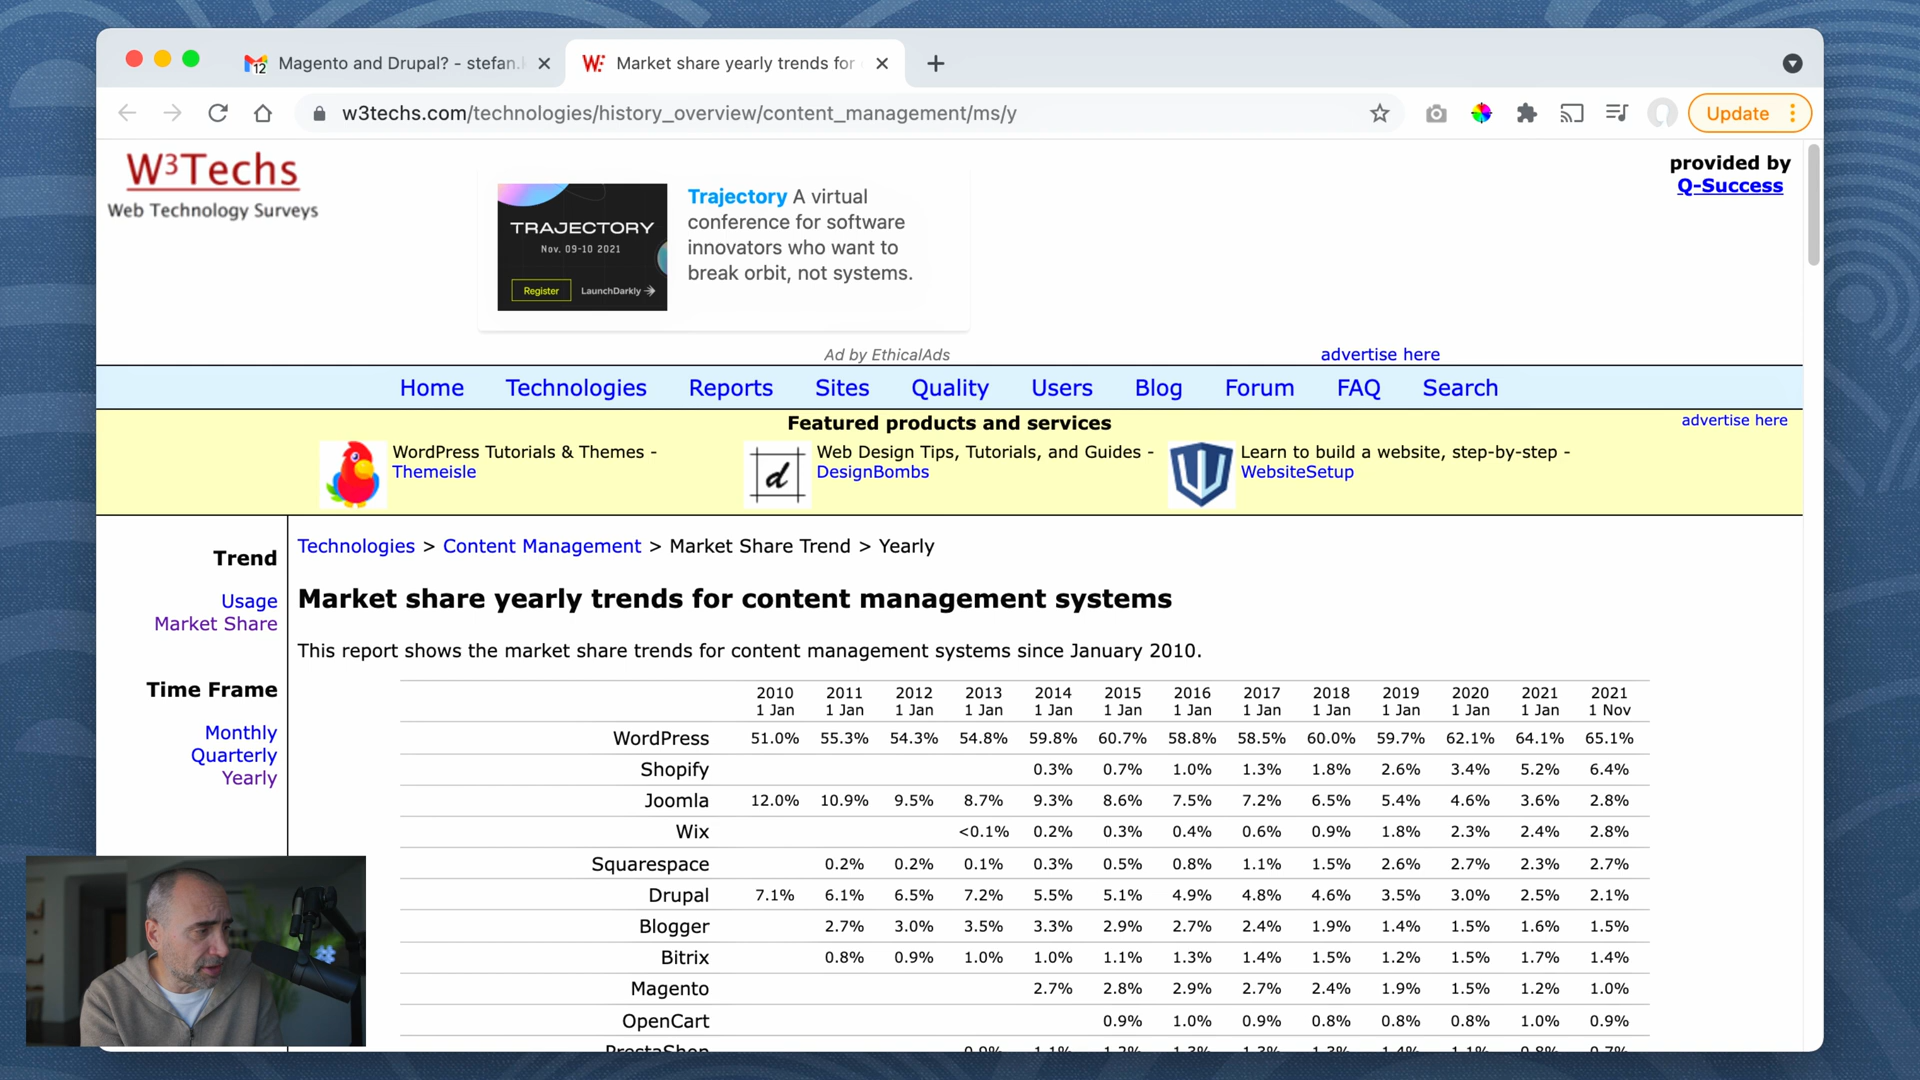 12
Magento and Drupal? - stefan.
W
Market share yearly trends for
w3techs.com/technologies/history_overview/content_management/ms/y
Update
W3Techs
Web Technology Surveys
TRAJECTORY
Nov. 09-10 2021
Register
LaunchDarkly
Trajectory A virtual
conference for software
innovators who want to
break orbit, not systems.
provided by
Q-Success
Ad by EthicalAds
advertise here
Home Technologies Reports Sites Quality Users Blog Forum FAQ Search
Featured products and services
advertise here
WordPress Tutorials & Themes -
Themeisle
d
Web Design Tips, Tutorials, and Guides -
DesignBombs
Learn to build a website, step-by-step -
WebsiteSetup
Trend
Usage
Market Share
Time Frame
Monthly
Quarterly
Yearly
Technologies > Content Management > Market Share Trend > Yearly
Market share yearly trends for content management systems
This report shows the market share trends for content management systems since January 2010.
2010 2011 2012 2013 2014 2015 2016 2017 2018 2019 2020 2021 2021
1 Jan 1 Jan 1 Jan 1 Jan 1 Jan 1 Jan 1 Jan 1 Jan 1 Jan 1 Jan 1 Jan 1 Jan 1 Nov
WordPress 51.0% 55.3% 54.3% 54.8% 59.8% 60.7% 58.8% 58.5% 60.0% 59.7% 62.1% 64.1% 65.1%
Shopify 0.3% 0.7% 1.0% 1.3% 1.8% 2.6% 3.4% 5.2% 6.4%
Joomla 12.0% 10.9% 9.5% 8.7% 9.3% 8.6% 7.5% 7.2% 6.5% 5.4% 4.6% 3.6% 2.8%
Wix <0.1% 0.2% 0.3% 0.4% 0.6% 0.9% 1.8% 2.3% 2.4% 2.8%
Squarespace 0.2% 0.2% 0.1% 0.3% 0.5% 0.8% 1.1% 1.5% 2.6% 2.7% 2.3% 2.7%
Drupal 7.1% 6.1% 6.5% 7.2% 5.5% 5.1% 4.9% 4.8% 4.6% 3.5% 3.0% 2.5% 2.1%
Blogger 2.7% 3.0% 3.5% 3.3% 2.9% 2.7% 2.4% 1.9% 1.4% 1.5% 1.6% 1.5%
Bitrix 0.8% 0.9% 1.0% 1.0% 1.1% 1.3% 1.4% 1.5% 1.2% 1.5% 1.7% 1.4%
Magento 2.7% 2.8% 2.9% 2.7% 2.4% 1.9% 1.5% 1.2% 1.0%
OpenCart 0.9% 1.0% 0.9% 0.8% 0.8% 0.8% 1.0% 0.9%
PrestaShop